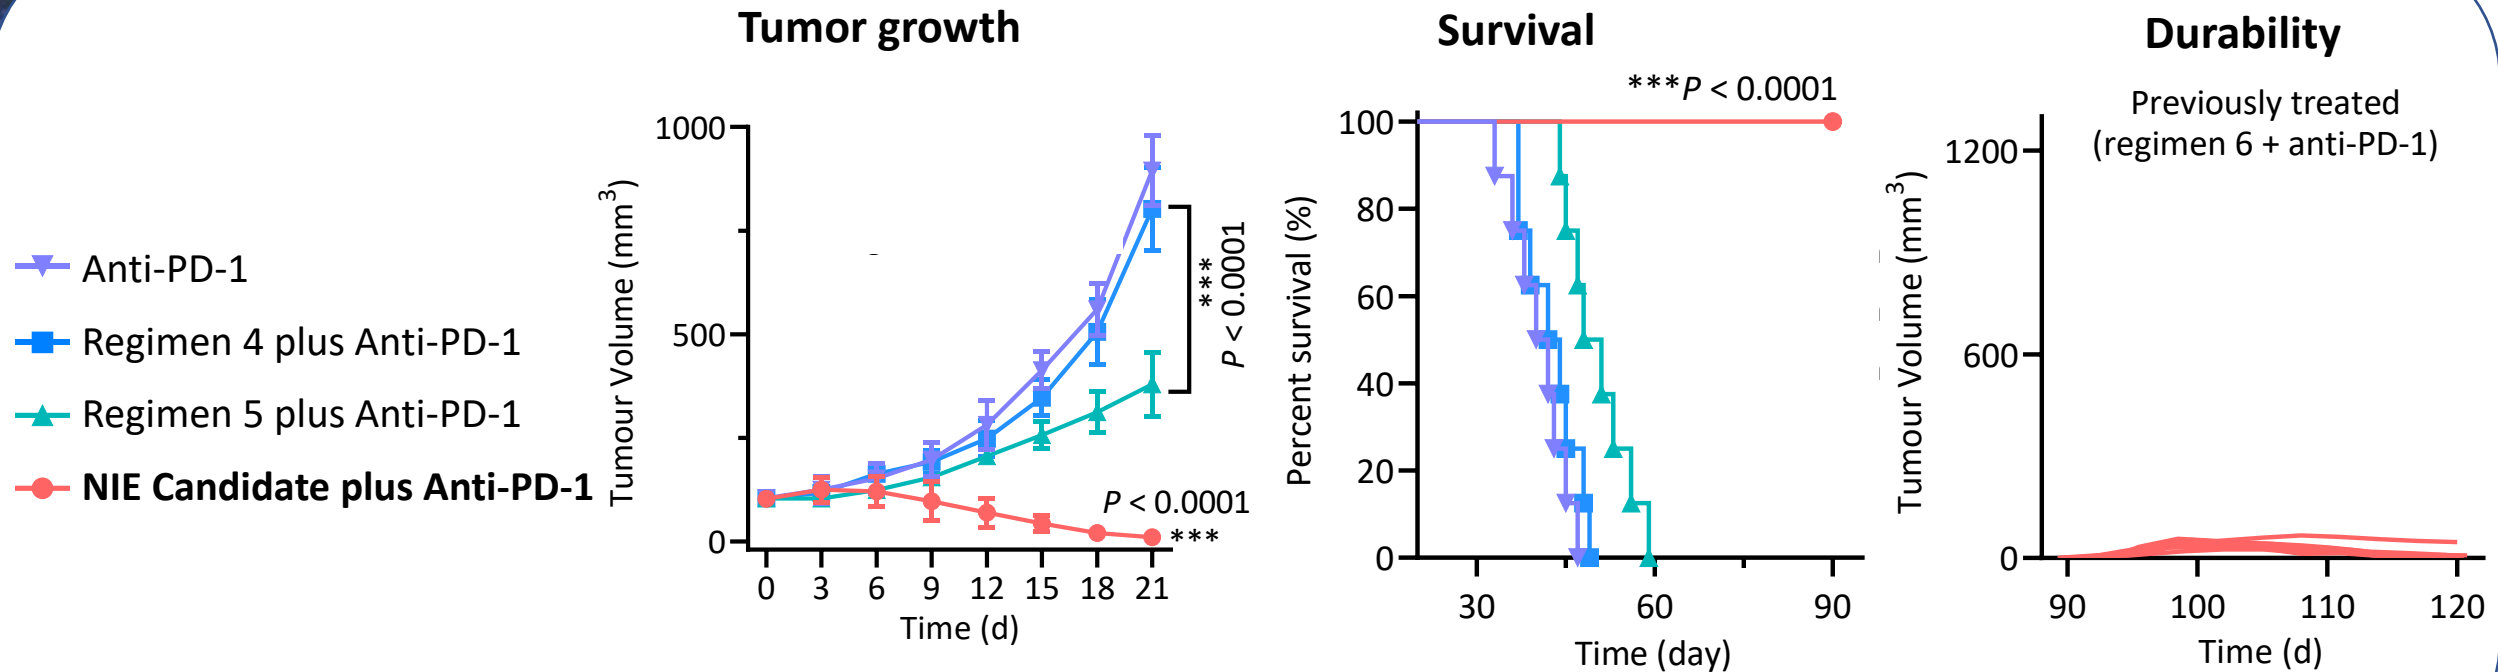 Tumor growth
Survival
Durability
Anti-PD-1
Regimen 4 plus Anti-PD-1
Regimen 5 plus Anti-PD-1
NIE Candidate plus Anti-PD-1
Tumour Volume (mm³)
1000
500
0
0 3 6 9 12 15 18 21
Time (d)
***
P < 0.0001
P < 0.0001
***
***P < 0.0001
Percent survival (%)
100
80
60
40
20
0
30 60 90
Time (day)
Previously treated
(regimen 6 + anti-PD-1)
Tumour Volume (mm³)
1200
600
0
90 100 110 120
Time (d)